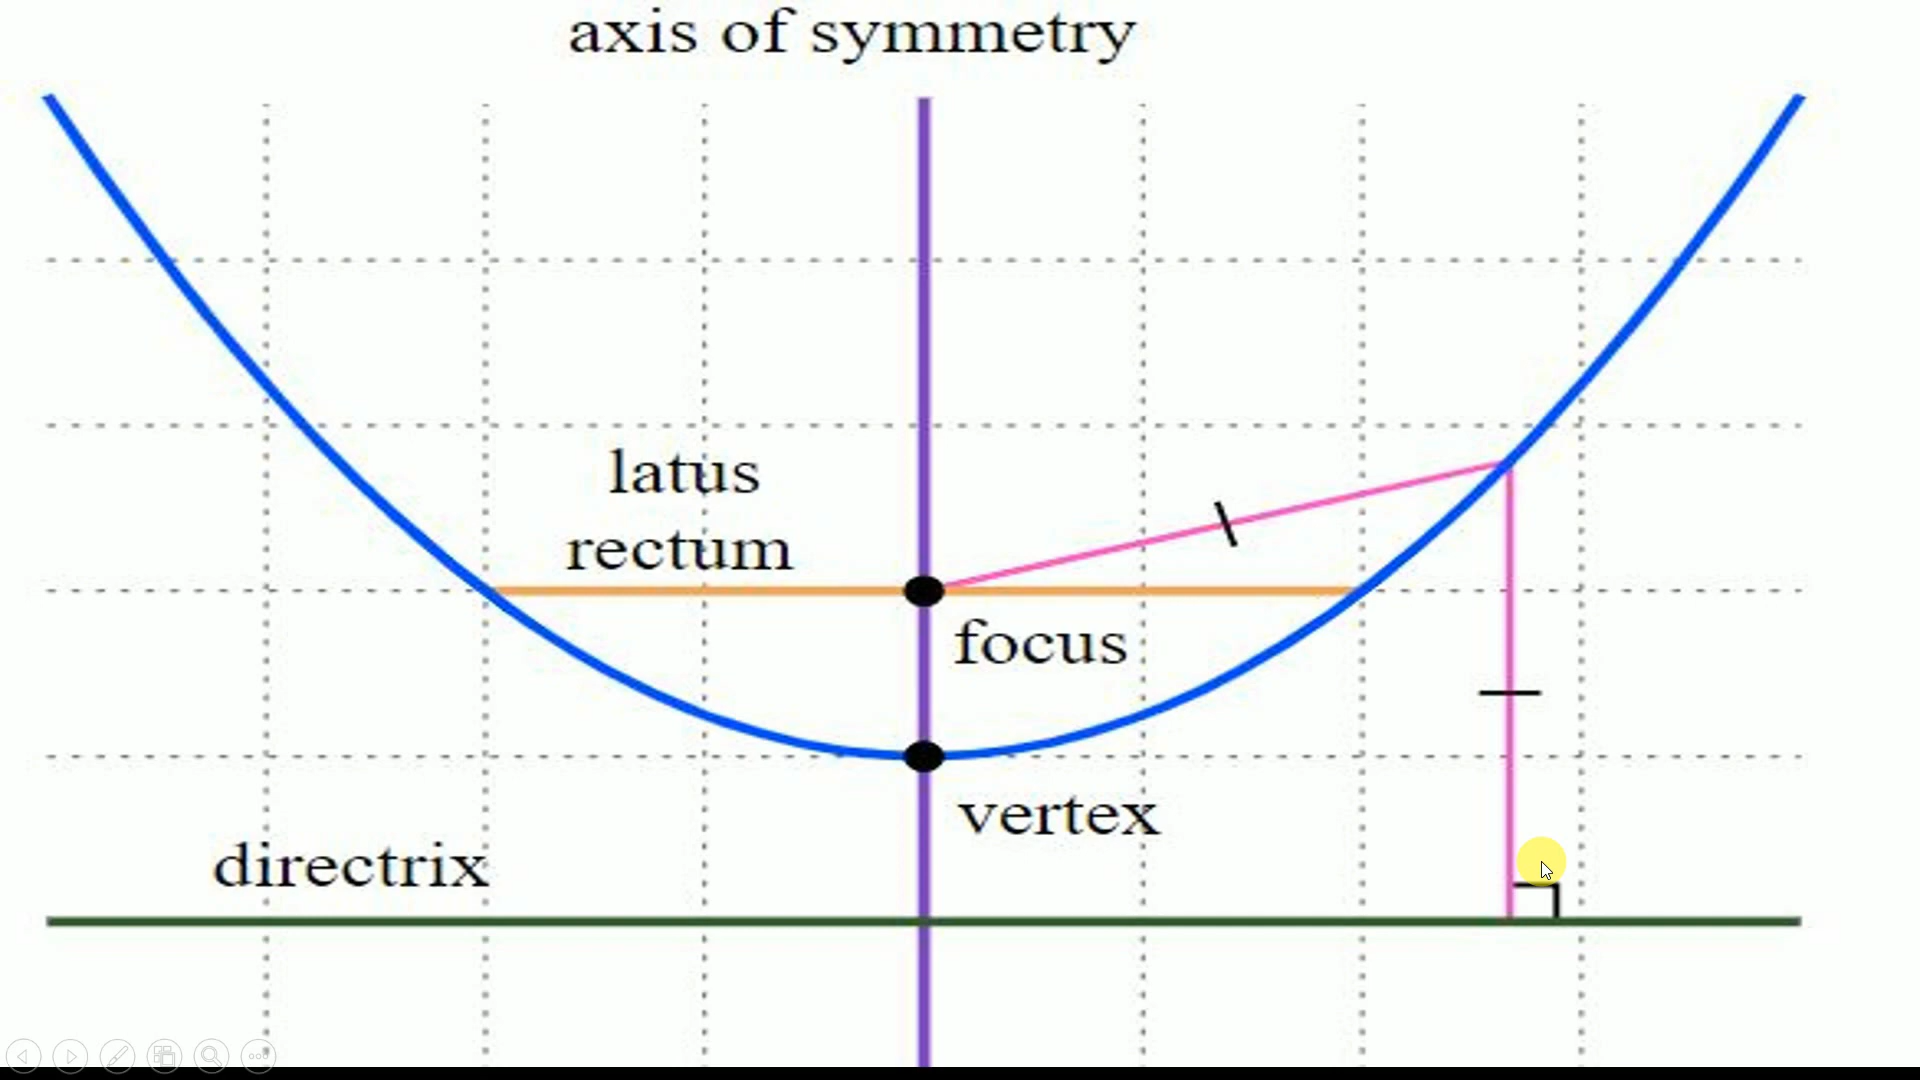 axis of symmetry
latus
rectum
focus
vertex
directrix